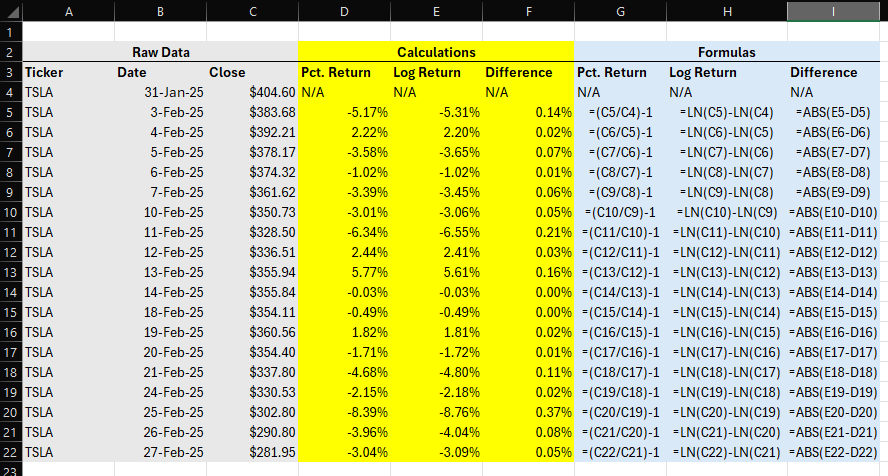 A B C D E F G H I
1
2 Raw Data Calculations Formulas
3 Ticker Date Close Pct. Return Log Return Difference Pct. Return Log Return Difference
4 TSLA 31-Jan-25 $404.60 N/A N/A N/A N/A N/A N/A
5 TSLA 3-Feb-25 $383.68 -5.17% -5.31% 0.14% =(C5/C4)-1 =LN(C5)-LN(C4) =ABS(E5-D5)
6 TSLA 4-Feb-25 $392.21 2.22% 2.20% 0.02% =(C6/C5)-1 =LN(C6)-LN(C5) =ABS(E6-D6)
7 TSLA 5-Feb-25 $378.17 -3.58% -3.65% 0.07% =(C7/C6)-1 =LN(C7)-LN(C6) =ABS(E7-D7)
8 TSLA 6-Feb-25 $374.32 -1.02% -1.02% 0.01% =(C8/C7)-1 =LN(C8)-LN(C7) =ABS(E8-D8)
9 TSLA 7-Feb-25 $361.62 -3.39% -3.45% 0.06% =(C9/C8)-1 =LN(C9)-LN(C8) =ABS(E9-D9)
10 TSLA 10-Feb-25 $350.73 -3.01% -3.06% 0.05% =(C10/C9)-1 =LN(C10)-LN(C9) =ABS(E10-D10)
11 TSLA 11-Feb-25 $328.50 -6.34% -6.55% 0.21% =(C11/C10)-1 =LN(C11)-LN(C10) =ABS(E11-D11)
12 TSLA 12-Feb-25 $336.51 2.44% 2.41% 0.03% =(C12/C11)-1 =LN(C12)-LN(C11) =ABS(E12-D12)
13 TSLA 13-Feb-25 $355.94 5.77% 5.61% 0.16% =(C13/C12)-1 =LN(C13)-LN(C12) =ABS(E13-D13)
14 TSLA 14-Feb-25 $355.84 -0.03% -0.03% 0.00% =(C14/C13)-1 =LN(C14)-LN(C13) =ABS(E14-D14)
15 TSLA 18-Feb-25 $354.11 -0.49% -0.49% 0.00% =(C15/C14)-1 =LN(C15)-LN(C14) =ABS(E15-D15)
16 TSLA 19-Feb-25 $360.56 1.82% 1.81% 0.02% =(C16/C15)-1 =LN(C16)-LN(C15) =ABS(E16-D16)
17 TSLA 20-Feb-25 $354.40 -1.71% -1.72% 0.01% =(C17/C16)-1 =LN(C17)-LN(C16) =ABS(E17-D17)
18 TSLA 21-Feb-25 $337.80 -4.68% -4.80% 0.11% =(C18/C17)-1 =LN(C18)-LN(C17) =ABS(E18-D18)
19 TSLA 24-Feb-25 $330.53 -2.15% -2.18% 0.02% =(C19/C18)-1 =LN(C19)-LN(C18) =ABS(E19-D19)
20 TSLA 25-Feb-25 $302.80 -8.39% -8.76% 0.37% =(C20/C19)-1 =LN(C20)-LN(C19) =ABS(E20-D20)
21 TSLA 26-Feb-25 $290.80 -3.96% -4.04% 0.08% =(C21/C20)-1 =LN(C21)-LN(C20) =ABS(E21-D21)
22 TSLA 27-Feb-25 $281.95 -3.04% -3.09% 0.05% =(C22/C21)-1 =LN(C22)-LN(C21) =ABS(E22-D22)
23